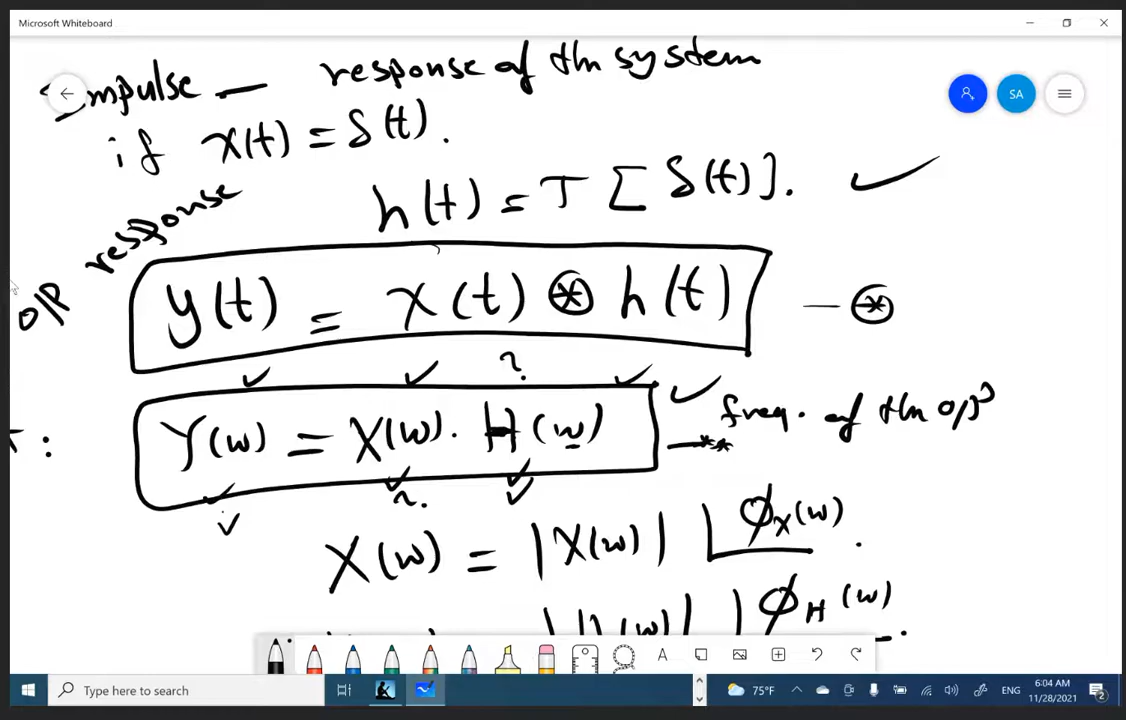 Microsoft Whiteboard
Impulse — response of the system
SA
if x(t) = δ(t).
h(t) = T [ δ(t) ]. ✓
o/p response
y(t) = x(t) ⊛ h(t) — ⊛
✓ ✓ ? ✓
Y(w) = X(w). H(w) — ** ✓ freq. of the o/p
✓ ? ✓
X(w) = |X(w)| ∠ϕX(w).
|H(w)| ∠ϕH(w).
Type here to search
75°F
ENG
6:04 AM
11/28/2021
2